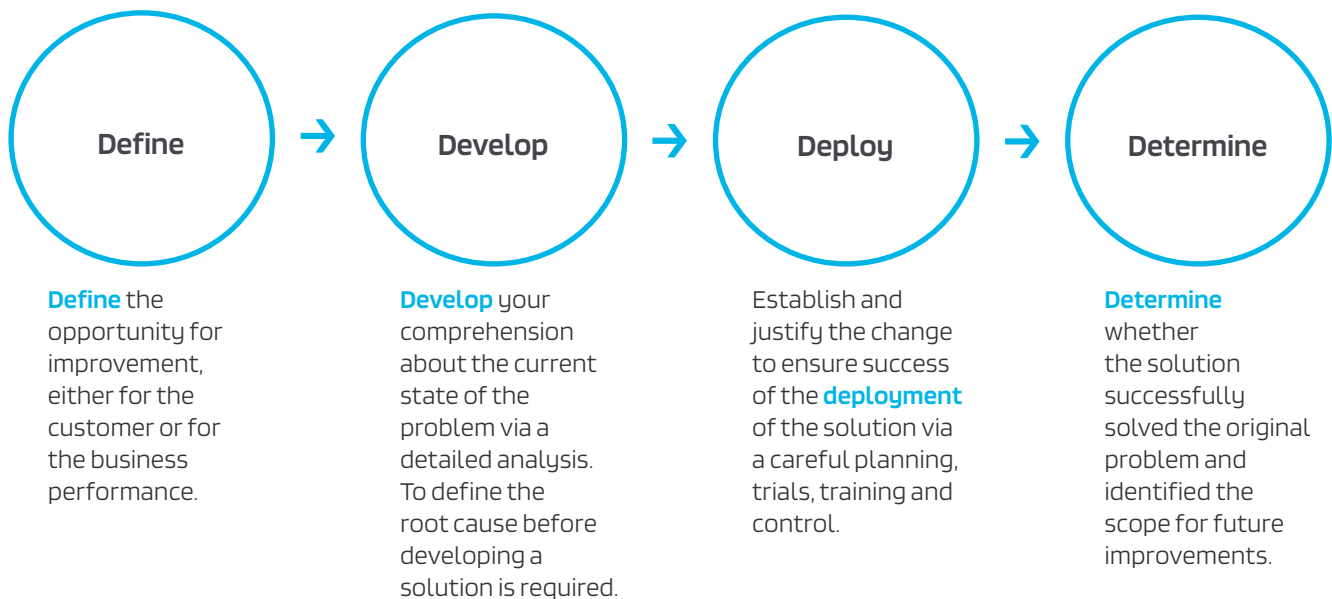 Define
Develop
Deploy
Determine
Define the
opportunity for
improvement,
either for the
customer or for
the business
performance.
Develop your
comprehension
about the current
state of the
problem via a
detailed analysis.
To define the
root cause before
developing a
solution is required.
Establish and
justify the change
to ensure success
of the deployment
of the solution via
a careful planning,
trials, training and
control.
Determine
whether
the solution
successfully
solved the original
problem and
identified the
scope for future
improvements.